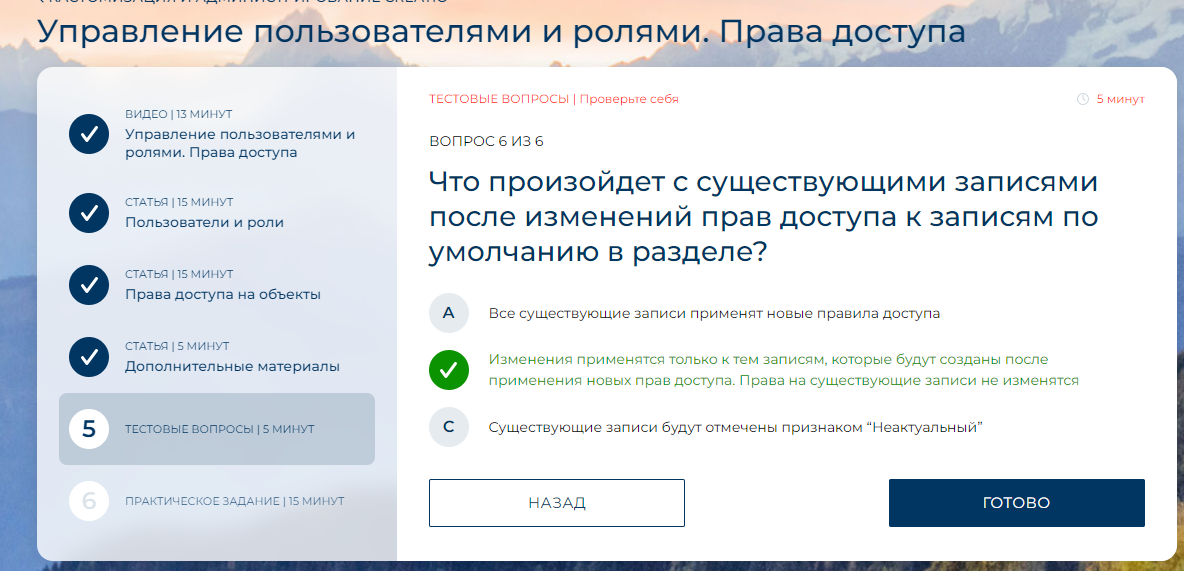 Управление пользователями и ролями. Права доступа
ВИДЕО | 13 МИНУТ
Управление пользователями и
ролями. Права доступа
СТАТЬЯ | 15 МИНУТ
Пользователи и роли
СТАТЬЯ | 15 МИНУТ
Права доступа на объекты
СТАТЬЯ | 5 МИНУТ
Дополнительные материалы
5
ТЕСТОВЫЕ ВОПРОСЫ | 5 МИНУТ
6
ПРАКТИЧЕСКОЕ ЗАДАНИЕ | 15 МИНУТ
ТЕСТОВЫЕ ВОПРОСЫ | Проверьте себя
5 минут
ВОПРОС 6 ИЗ 6
Что произойдет с существующими записями
после изменений прав доступа к записям по
умолчанию в разделе?
A
Все существующие записи применят новые правила доступа
Изменения применятся только к тем записям, которые будут созданы после
применения новых прав доступа. Права на существующие записи не изменятся
C
Существующие записи будут отмечены признаком “Неактуальный”
НАЗАД
ГОТОВО